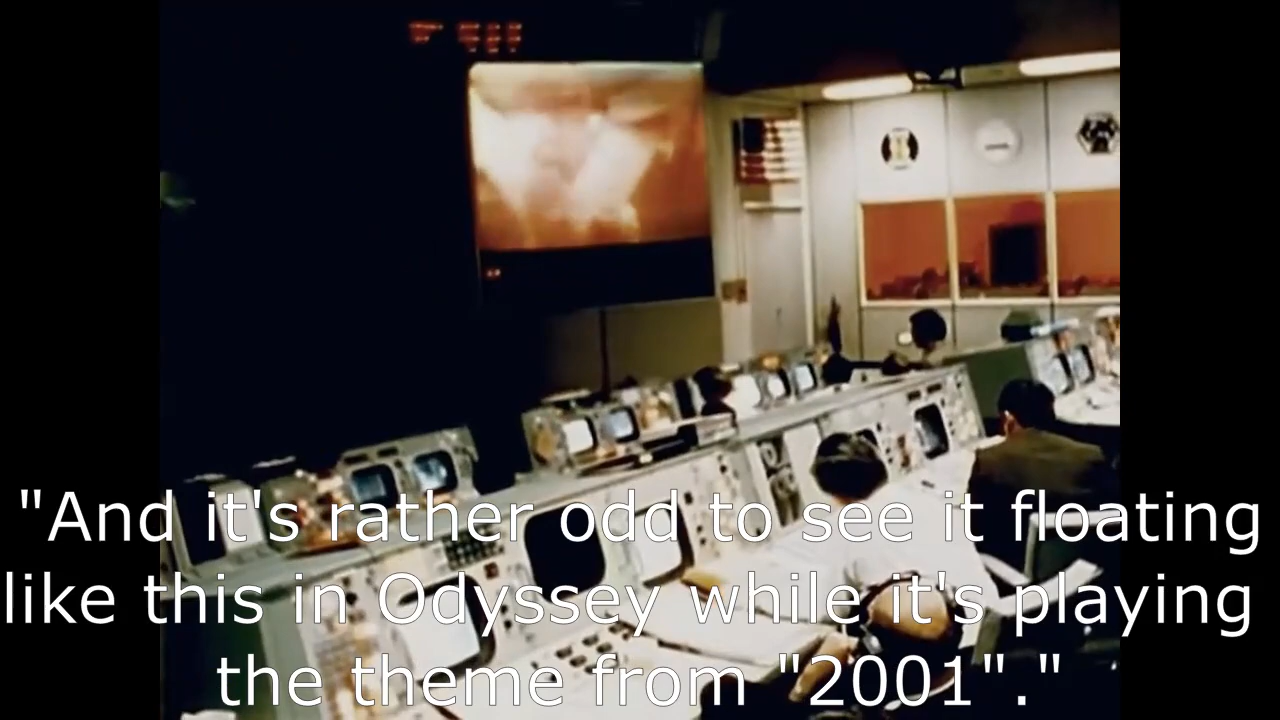 "And it's rather odd to see it floating
like this in Odyssey while it's playing
the theme from "2001"."